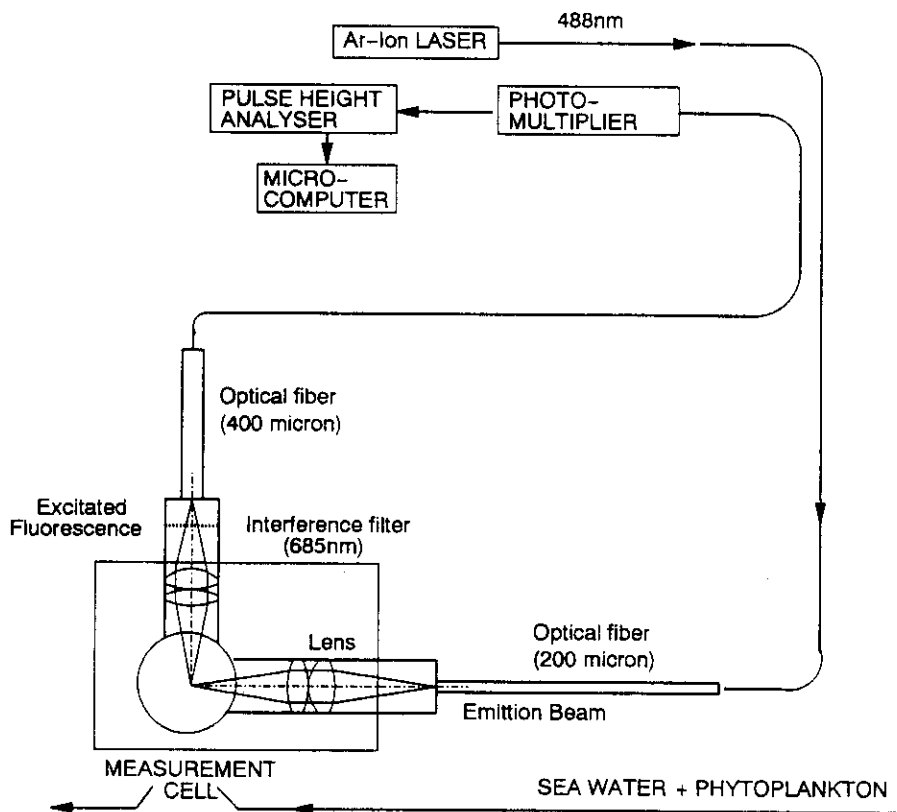 488nm
Ar-Ion LASER
PULSE HEIGHT
ANALYSER
PHOTO-
MULTIPLIER
MICRO-
COMPUTER
Optical fiber
(400 micron)
Excitated
Fluorescence
Interference filter
(685nm)
Lens
Optical fiber
(200 micron)
Emittion Beam
MEASUREMENT
CELL
SEA WATER + PHYTOPLANKTON